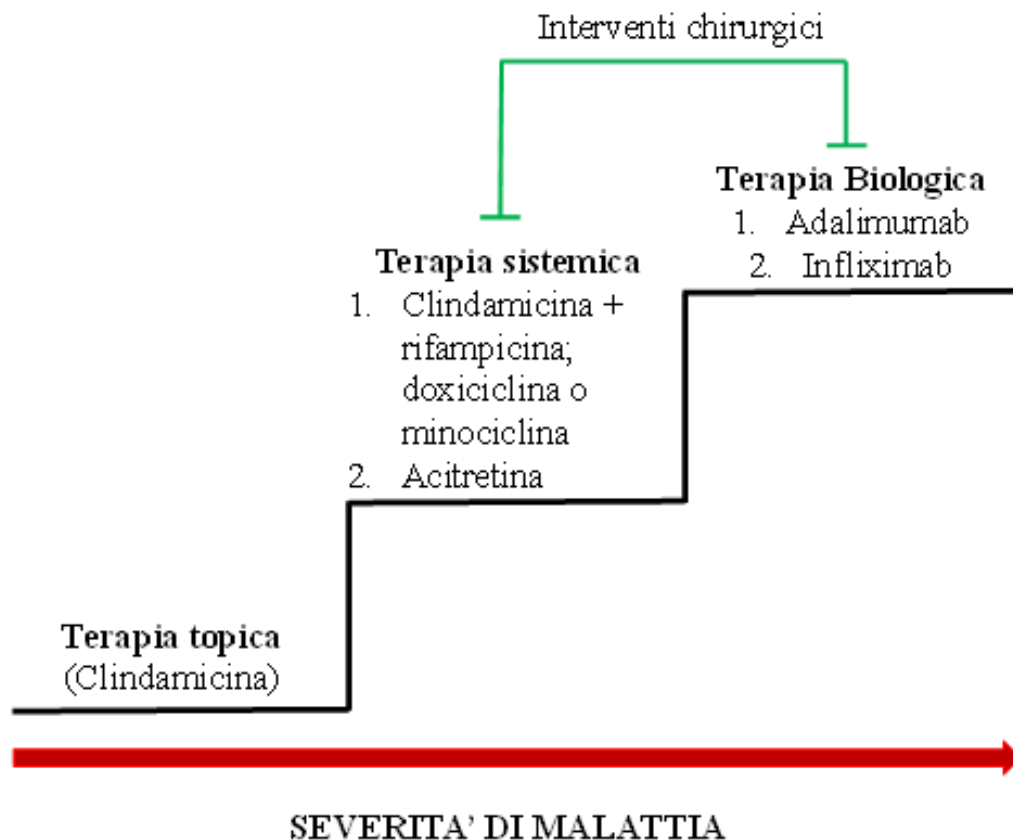 Interventi chirurgici
Terapia Biologica
1. Adalimumab
2. Infliximab
Terapia sistemica
1. Clindamicina +
rifampicina;
doxiciclina o
minociclina
2. Acitretina
Terapia topica
(Clindamicina)
SEVERITA’ DI MALATTIA